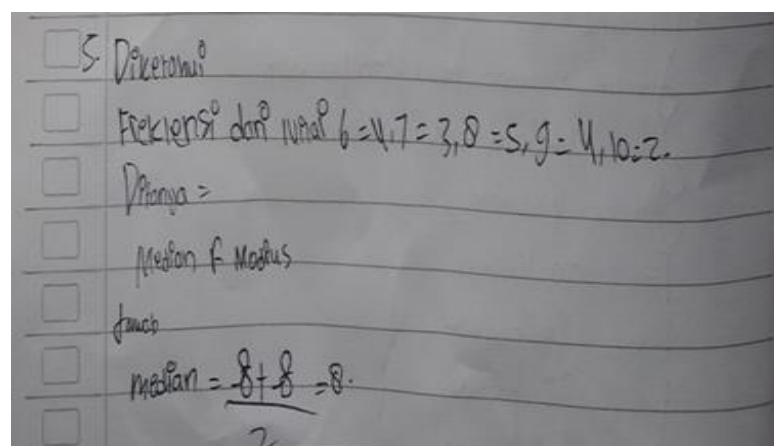 5. Diketahui
Frekuensi dari nilai 6 = 4, 7 = 3, 8 = 5, 9 = 4, 10 = 2.
Ditanya =
Median & Modus
Jawab
median = 8 + 8 = 8.
2